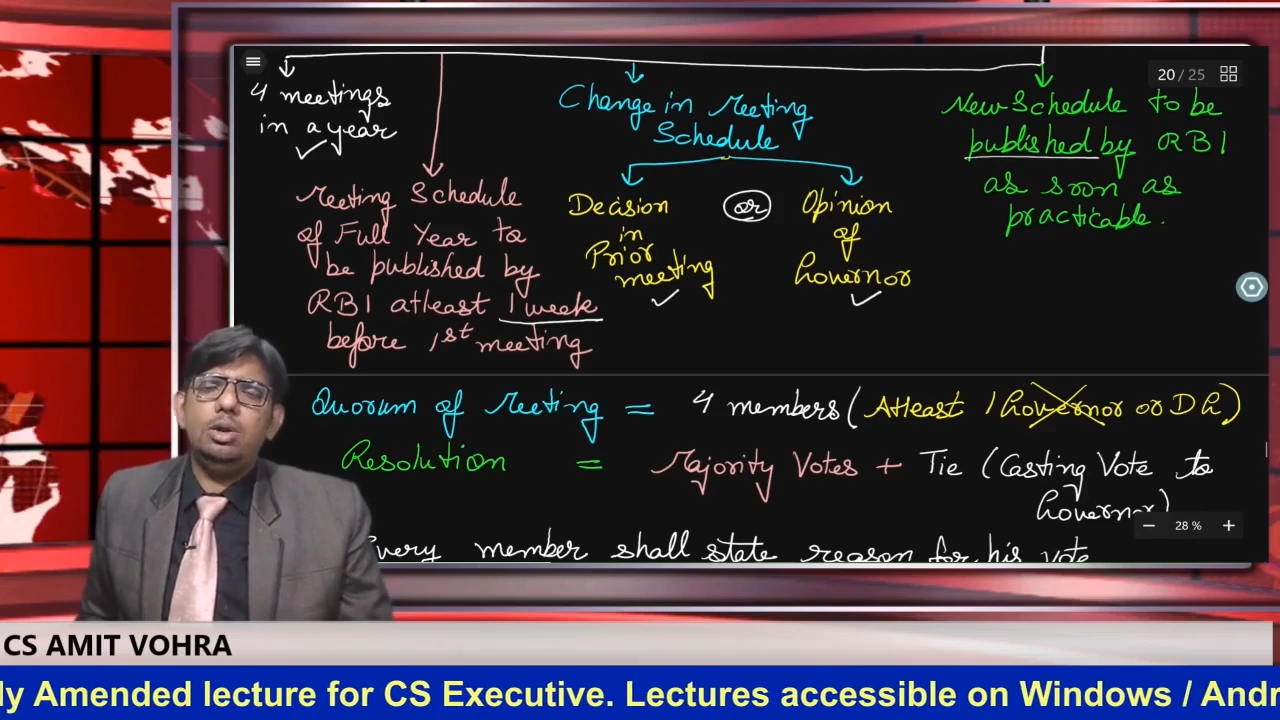 20 / 25
4 meetings
in a year
Change in Meeting
Schedule
New Schedule to be
published by RBI
as soon as
practicable.
Meeting Schedule
of Full Year to
be published by
RBI atleast 1 week
before 1st meeting
Decision
in
Prior
meeting
or
Opinion
of
Governor
Quorum of Meeting = 4 members (Atleast 1 Governor or DG)
Resolution = Majority Votes + Tie (Casting Vote to
Governor)
28 %
Every member shall state reason for his vote
CS AMIT VOHRA
ly Amended lecture for CS Executive. Lectures accessible on Windows / Andr